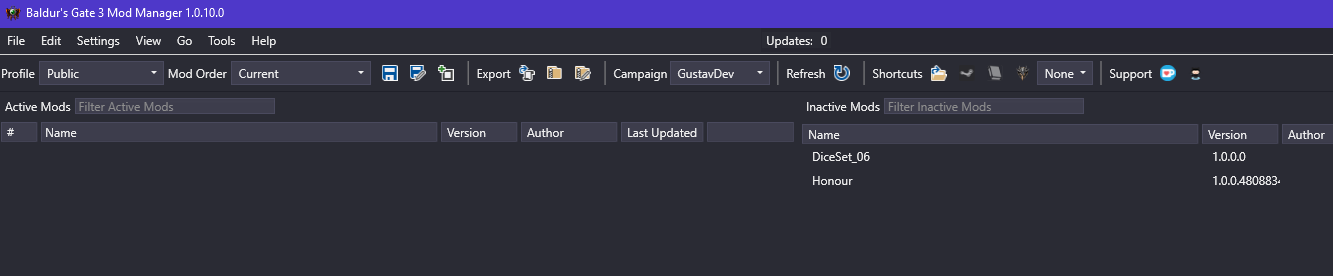 Baldur's Gate 3 Mod Manager 1.0.10.0
File Edit Settings View Go Tools Help Updates: 0
Profile Public Mod Order Current Export Campaign GustavDev Refresh Shortcuts None Support
Active Mods Filter Active Mods Inactive Mods Filter Inactive Mods
# Name Version Author Last Updated Name Version Author
DiceSet_06 1.0.0.0
Honour 1.0.0.480883